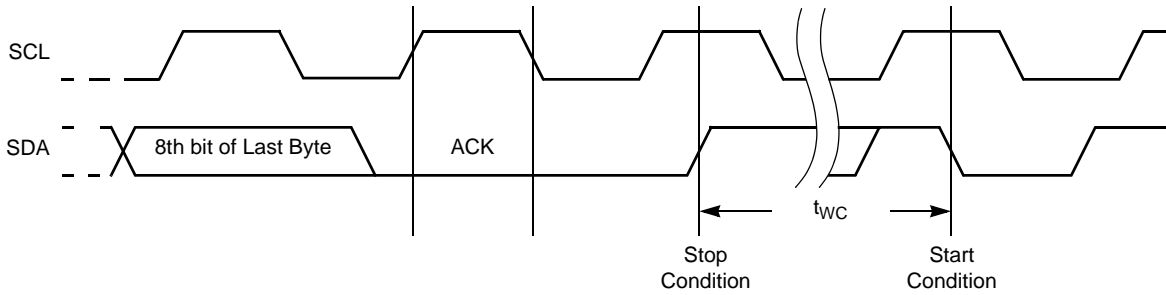 SCL
SDA
8th bit of Last Byte
ACK
tWC
Stop
Condition
Start
Condition